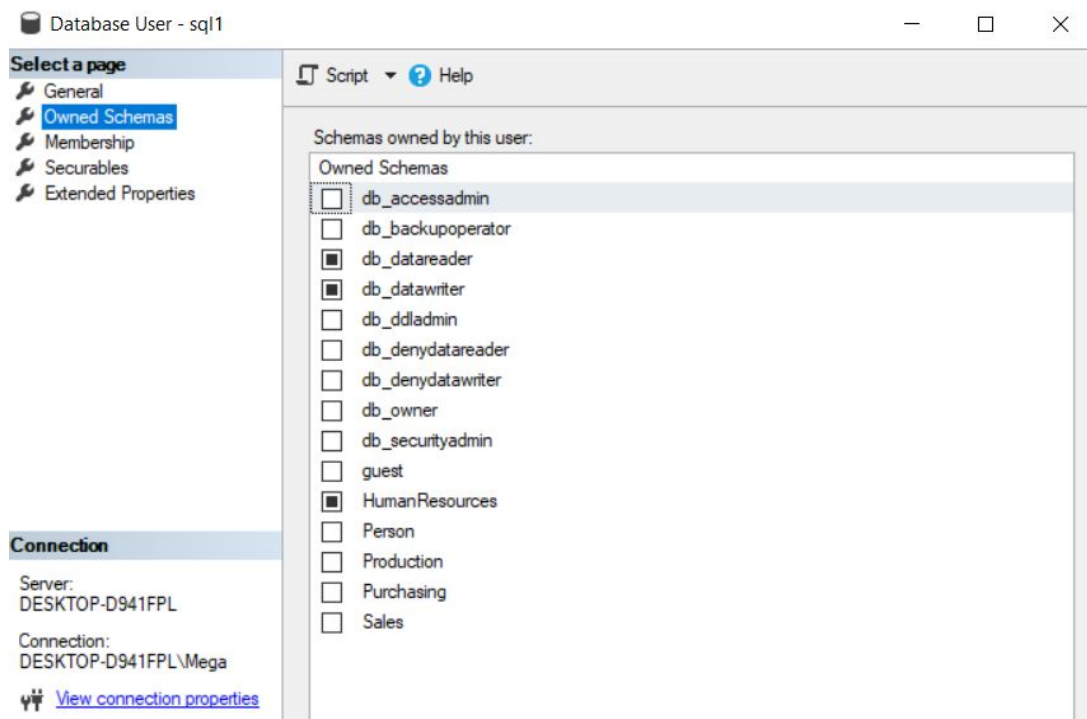 Database User - sql1
Select a page
General
Owned Schemas
Membership
Securables
Extended Properties
Connection
Server:
DESKTOP-D941FPL
Connection:
DESKTOP-D941FPL\Mega
View connection properties
Script
Help
Schemas owned by this user:
Owned Schemas
db_accessadmin
db_backupoperator
db_datareader
db_datawriter
db_ddladmin
db_denydatareader
db_denydatawriter
db_owner
db_securityadmin
guest
HumanResources
Person
Production
Purchasing
Sales